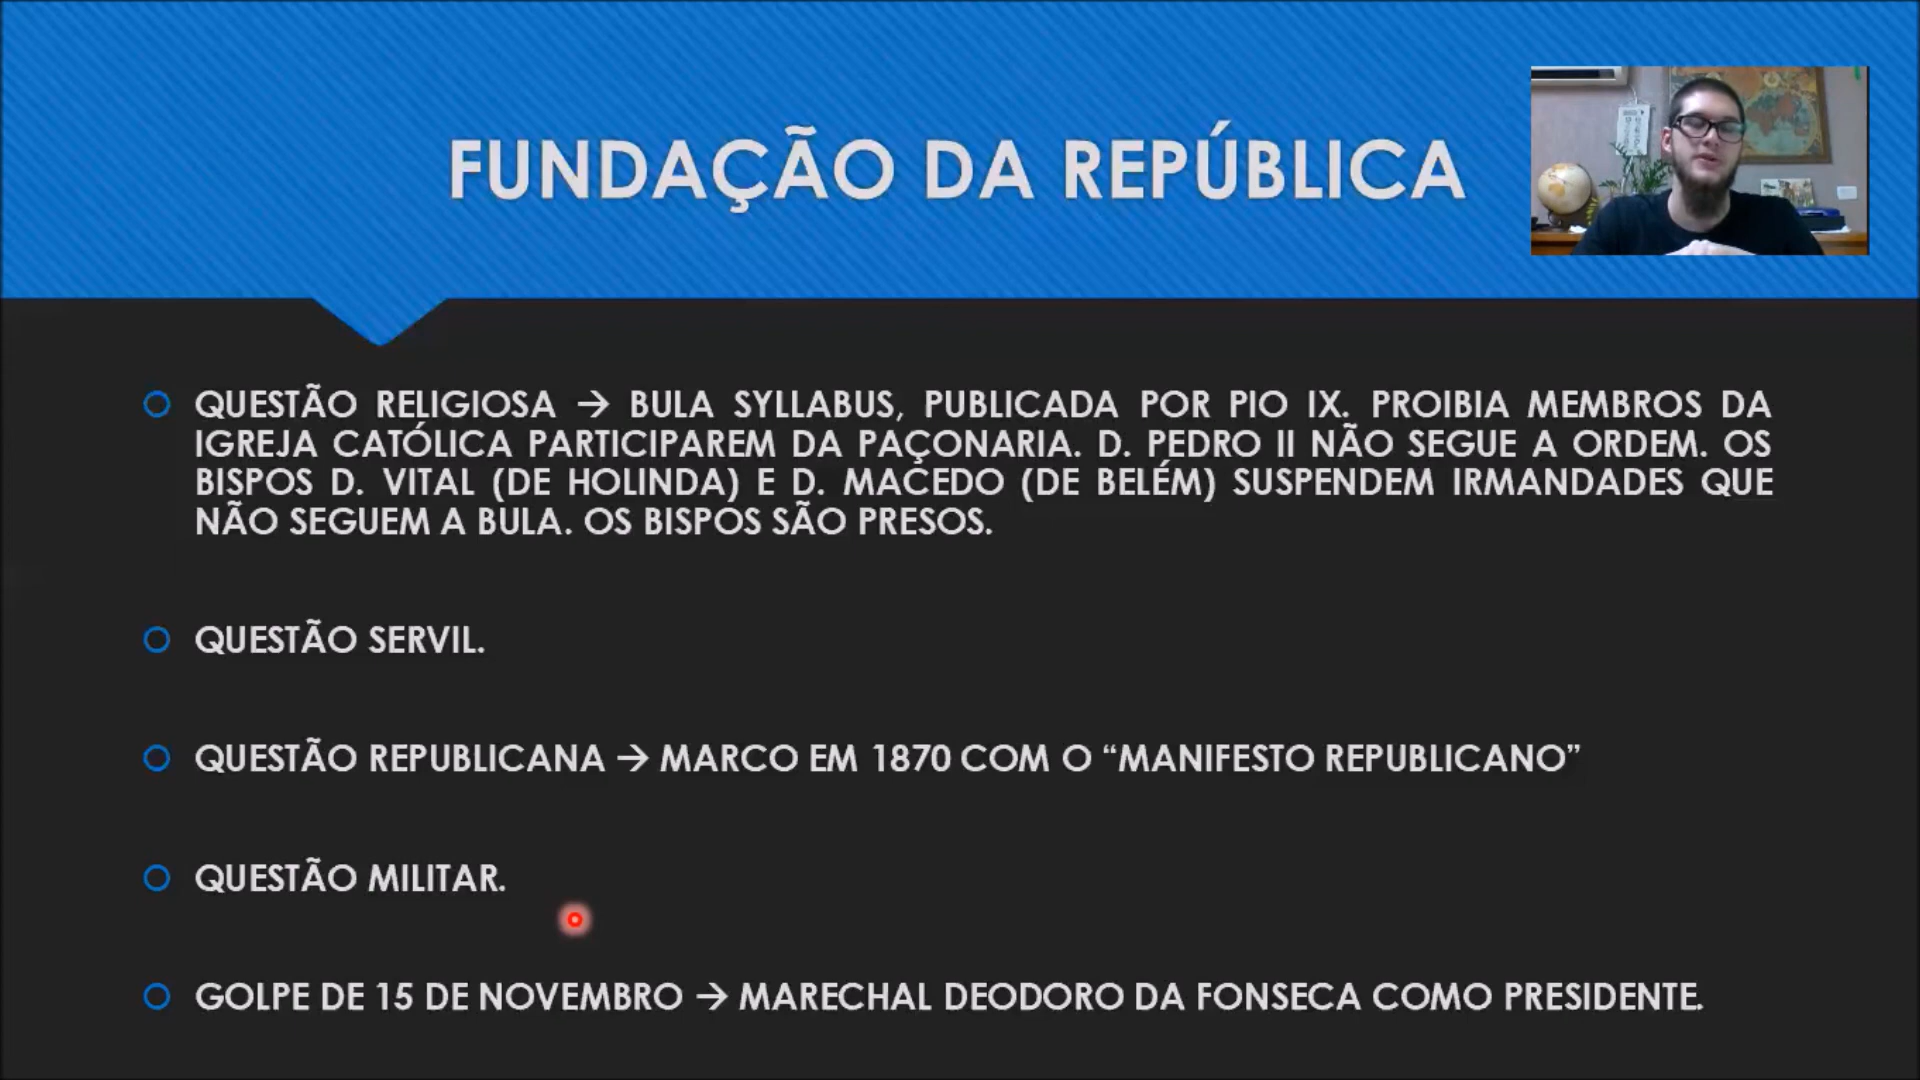 FUNDAÇÃO DA REPÚBLICA
QUESTÃO RELIGIOSA → BULA SYLLABUS, PUBLICADA POR PIO IX. PROIBIA MEMBROS DA
IGREJA CATÓLICA PARTICIPAREM DA PAÇONARIA. D. PEDRO II NÃO SEGUE A ORDEM. OS
BISPOS D. VITAL (DE HOLINDA) E D. MACEDO (DE BELÉM) SUSPENDEM IRMANDADES QUE
NÃO SEGUEM A BULA. OS BISPOS SÃO PRESOS.
QUESTÃO SERVIL.
QUESTÃO REPUBLICANA → MARCO EM 1870 COM O “MANIFESTO REPUBLICANO”
QUESTÃO MILITAR.
GOLPE DE 15 DE NOVEMBRO → MARECHAL DEODORO DA FONSECA COMO PRESIDENTE.